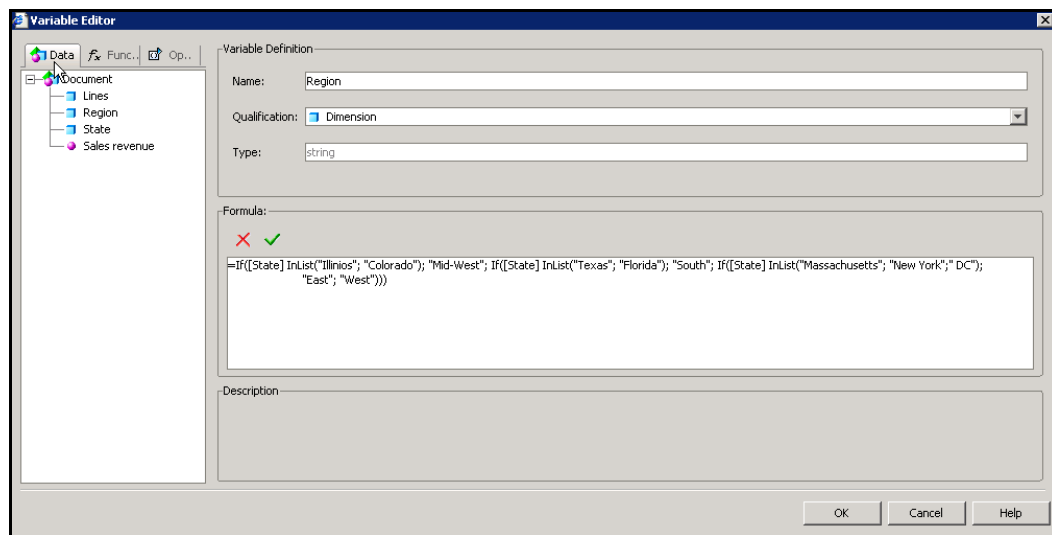 Variable Editor
Data
fx Func..
Op..
Document
Lines
Region
State
Sales revenue
Variable Definition
Name: Region
Qualification: Dimension
Type: string
Formula:
=If([State] InList("Illinios"; "Colorado"); "Mid-West"; If([State] InList("Texas"; "Florida"); "South"; If([State] InList("Massachusetts"; "New York";" DC");
"East"; "West")))
Description
OK
Cancel
Help